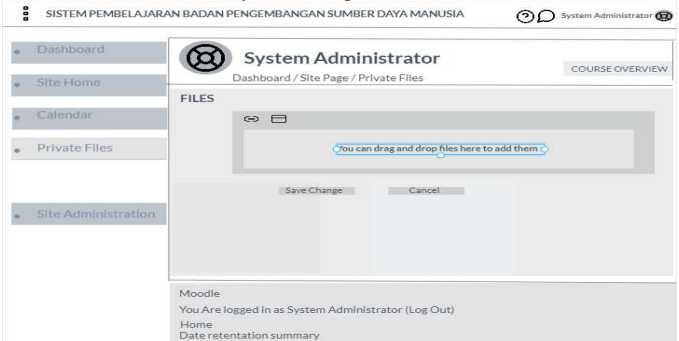 SISTEM PEMBELAJARAN BADAN PENGEMBANGAN SUMBER DAYA MANUSIA
System Administrator
Dashboard
Site Home
Calendar
Private Files
Site Administration
System Administrator
Dashboard / Site Page / Private Files
COURSE OVERVIEW
FILES
You can drag and drop files here to add them
Save Change
Cancel
Moodle
You Are logged in as System Administrator (Log Out)
Home
Date retentation summary